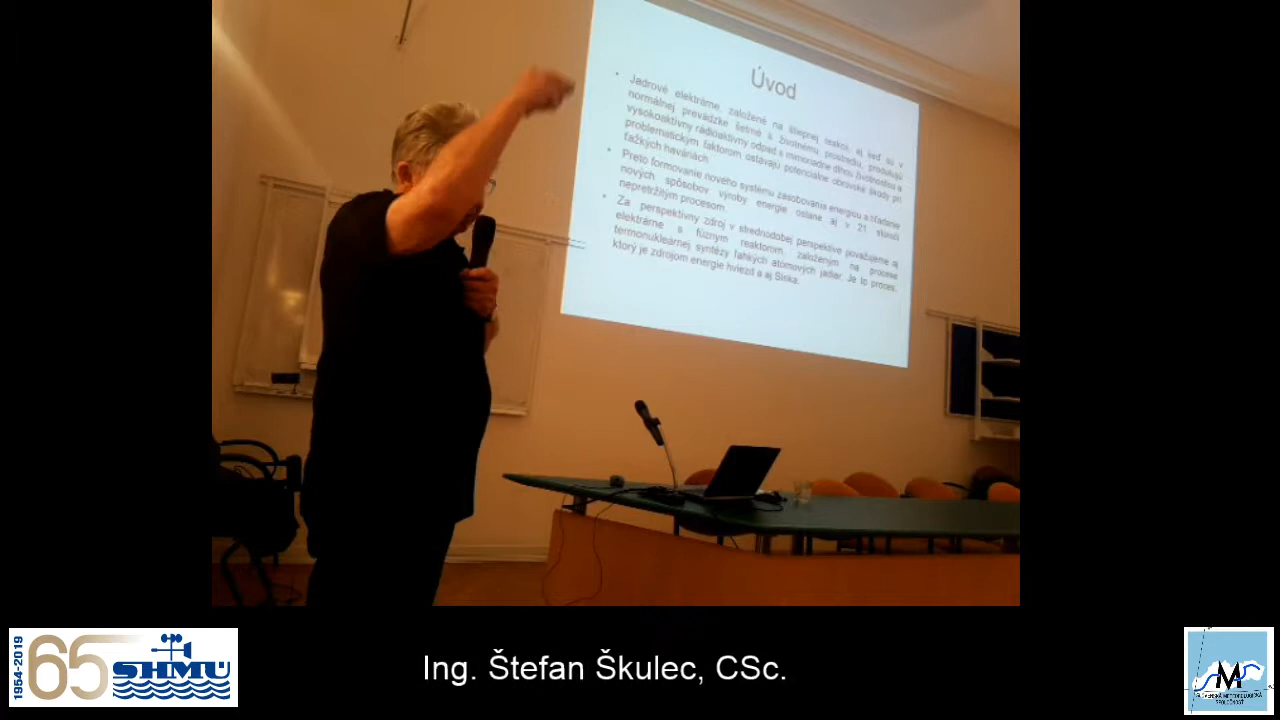 Úvod
• Jadrové elektrárne, založené na štiepnej reakcii, aj keď sú v
normálnej prevádzke šetrné k životnému prostrediu, produkujú
vysokoaktívny rádioaktívny odpad s mimoriadne dlhou životnosťou a
problematickým faktorom ostávajú potenciálne obrovské škody pri
ťažkých haváriách.
• Preto formovanie nového systému zásobovania energiou a hľadanie
nových spôsobov výroby energie ostane aj v 21. storočí
nepretržitým procesom.
• Za perspektívny zdroj v strednodobej perspektíve považujeme aj
elektrárne s fúznym reaktorom, založeným na procese
termonukleárnej syntézy ľahkých atómových jadier. Je to proces,
ktorý je zdrojom energie hviezd a aj Slnka.
1954-2019
65 SHMÚ
Ing. Štefan Škulec, CSc.
SLOVENSKÁ METEOROLOGICKÁ
SPOLOČNOSŤ